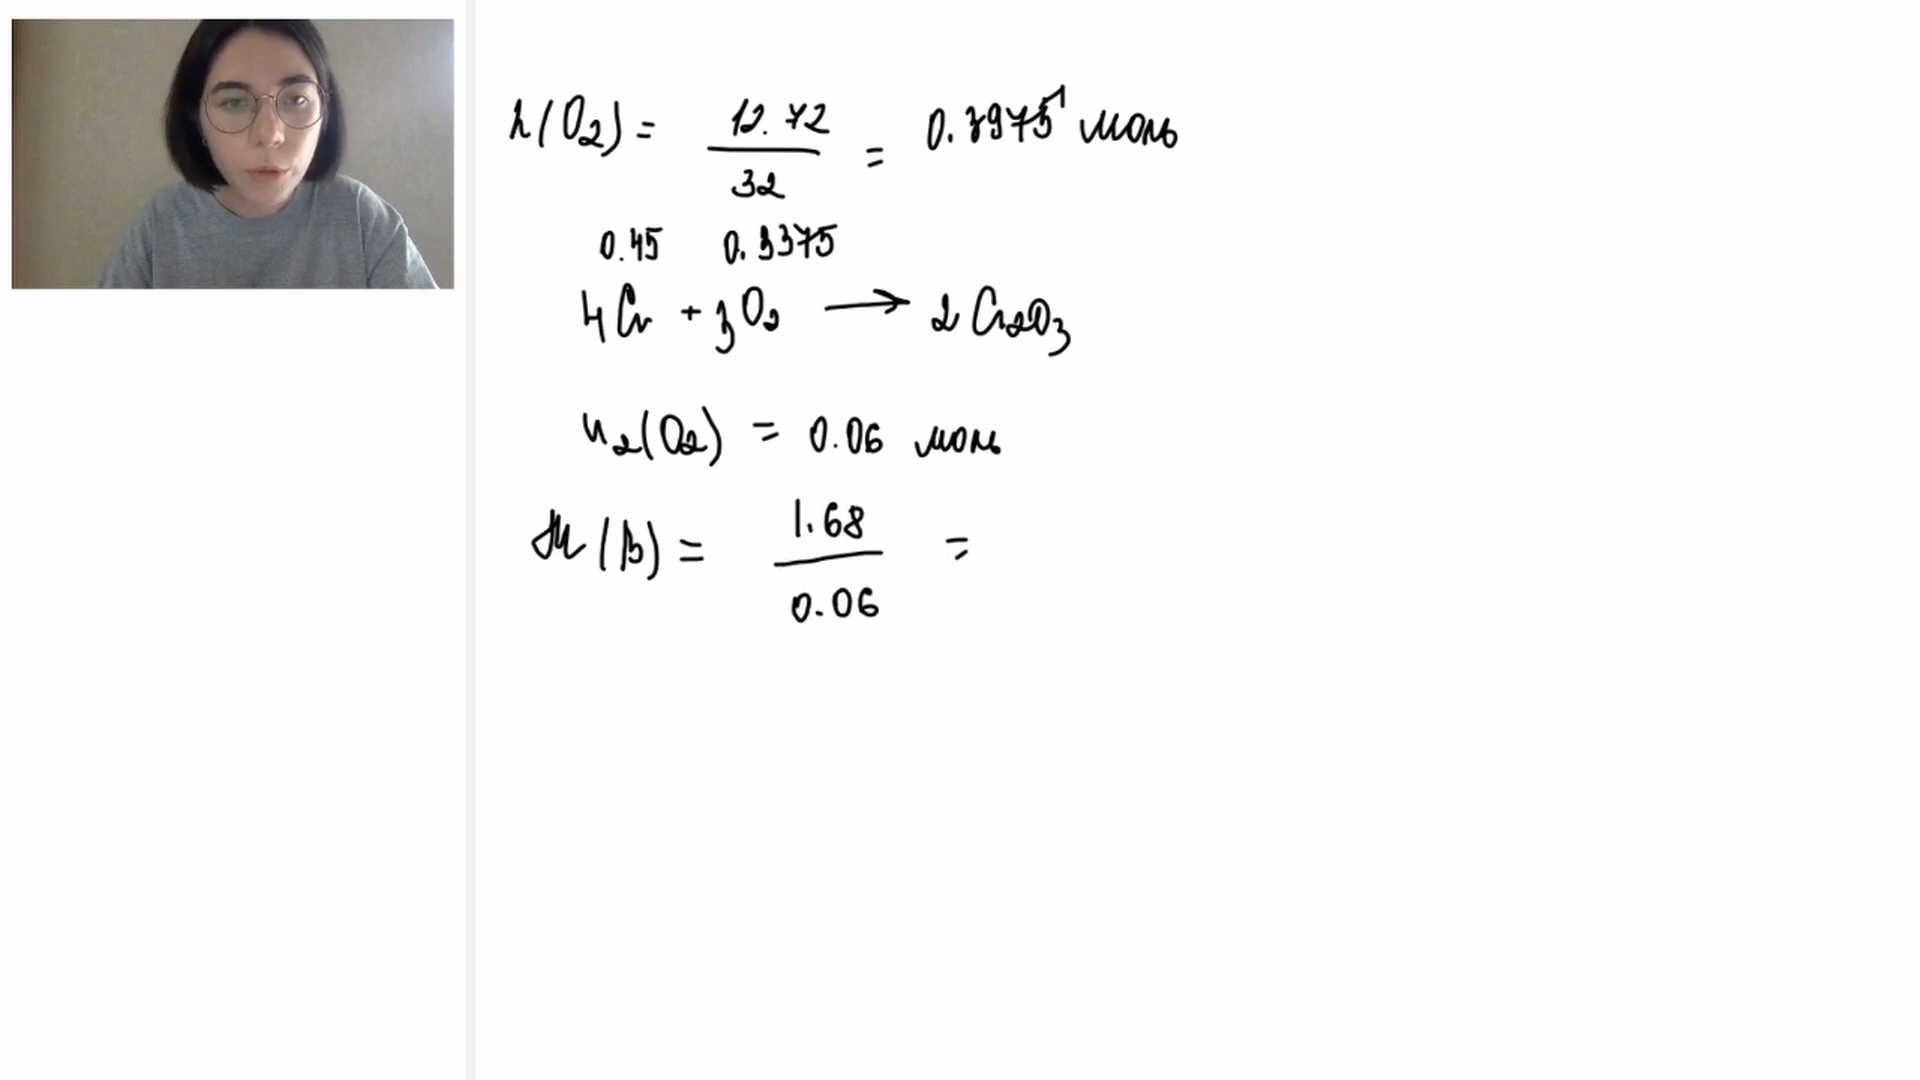 n(O₂) = 12.72 / 32 = 0.3975 моль
0.45 0.3375
4Cr + 3O₂ → 2Cr₂O₃
n₂(O₂) = 0.06 моль
M(В) = 1.68 / 0.06 =